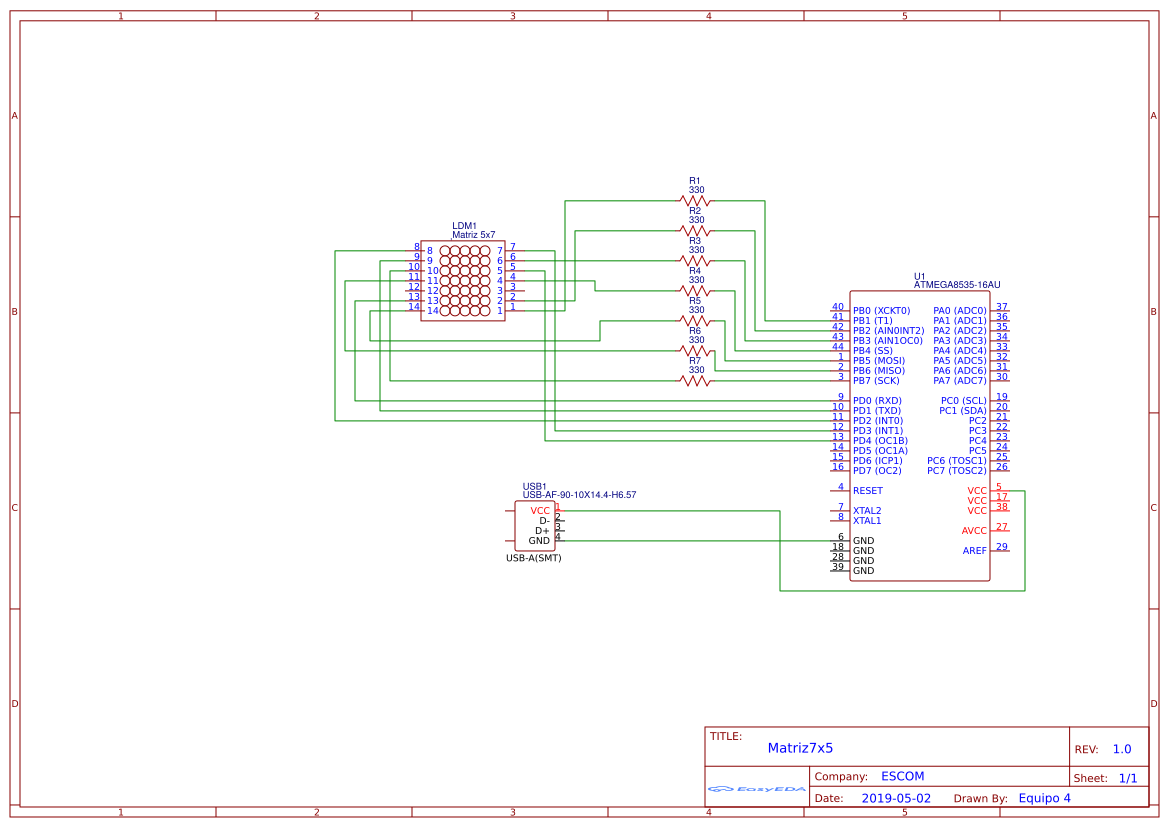 1 2 3 4 5
A A
B B
C C
D D
1 2 3 4 5
LDM1
Matriz 5x7
8 8 7 7
9 9 6 6
10 10 5 5
11 11 4 4
12 12 3 3
13 13 2 2
14 14 1 1
R1
330
R2
330
R3
330
R4
330
R5
330
R6
330
R7
330
U1
ATMEGA8535-16AU
40 PB0 (XCKT0) PA0 (ADC0) 37
41 PB1 (T1) PA1 (ADC1) 36
42 PB2 (AIN0INT2) PA2 (ADC2) 35
43 PB3 (AIN1OC0) PA3 (ADC3) 34
44 PB4 (SS) PA4 (ADC4) 33
1 PB5 (MOSI) PA5 (ADC5) 32
2 PB6 (MISO) PA6 (ADC6) 31
3 PB7 (SCK) PA7 (ADC7) 30
9 PD0 (RXD) PC0 (SCL) 19
10 PD1 (TXD) PC1 (SDA) 20
11 PD2 (INT0) PC2 21
12 PD3 (INT1) PC3 22
13 PD4 (OC1B) PC4 23
14 PD5 (OC1A) PC5 24
15 PD6 (ICP1) PC6 (TOSC1) 25
16 PD7 (OC2) PC7 (TOSC2) 26
4 RESET VCC 5
VCC 17
7 XTAL2 VCC 38
8 XTAL1
AVCC 27
6 GND
18 GND AREF 29
28 GND
39 GND
USB1
USB-AF-90-10X14.4-H6.57
VCC 1
D- 2
D+ 3
GND 4
USB-A(SMT)
TITLE:
Matriz7x5
REV: 1.0
Company: ESCOM
Sheet: 1/1
EasyEDA
Date: 2019-05-02 Drawn By: Equipo 4